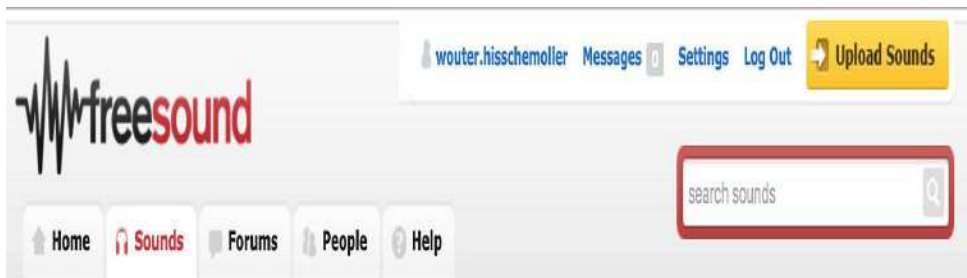 wouter.hisschemoller Messages 0 Settings Log Out Upload Sounds
freesound
search sounds
Home Sounds Forums People Help